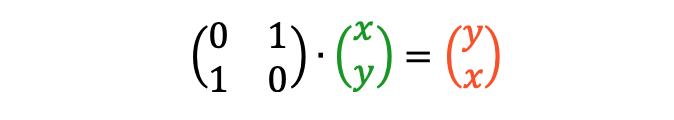 (0 1) · (x) = (y)
(1 0) (y) (x)